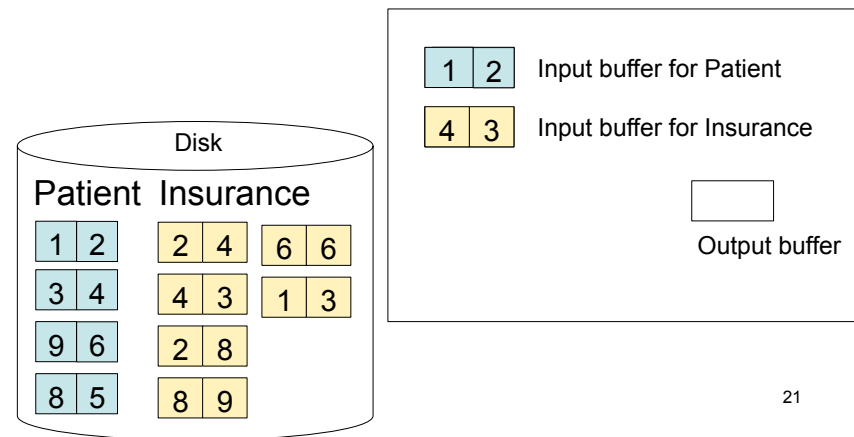 1 2 Input buffer for Patient
4 3 Input buffer for Insurance
Output buffer
Disk
Patient Insurance
1 2 2 4 6 6
3 4 4 3 1 3
9 6 2 8
8 5 8 9
21